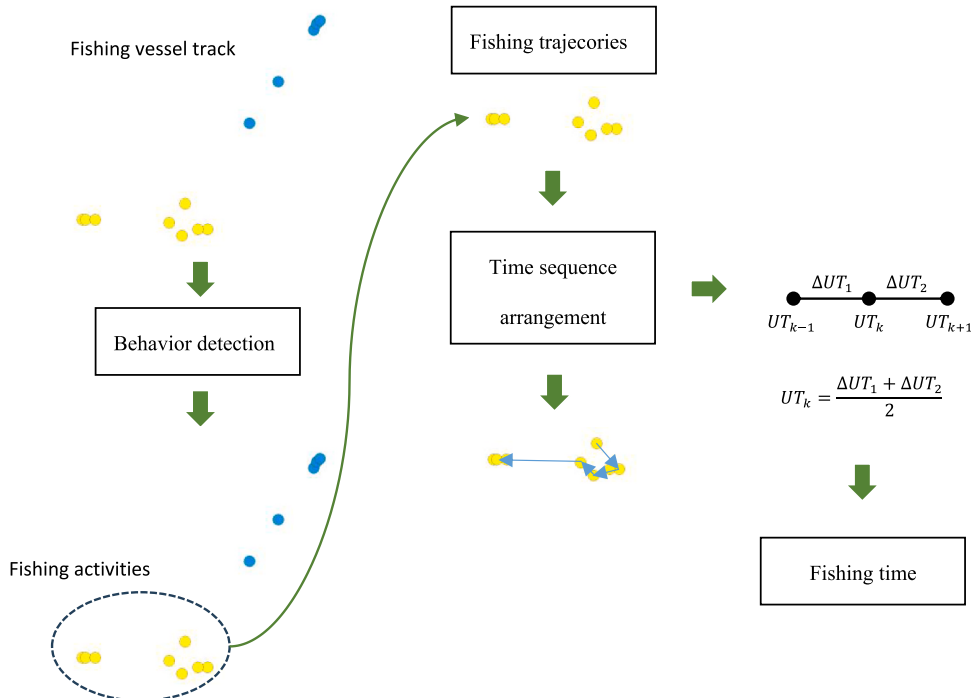 Fishing vessel track
Behavior detection
Fishing activities
Fishing trajecories
Time sequence
arrangement
ΔUT₁ ΔUT₂
UTₖ₋₁ UTₖ UTₖ₊₁
UTₖ = (ΔUT₁ + ΔUT₂) / 2
Fishing time